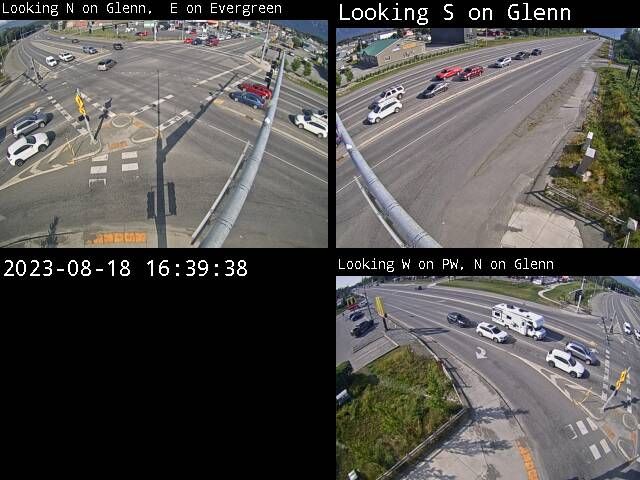 Looking N on Glenn, E on Evergreen
Looking S on Glenn
2023-08-18 16:39:38
Looking W on PW, N on Glenn